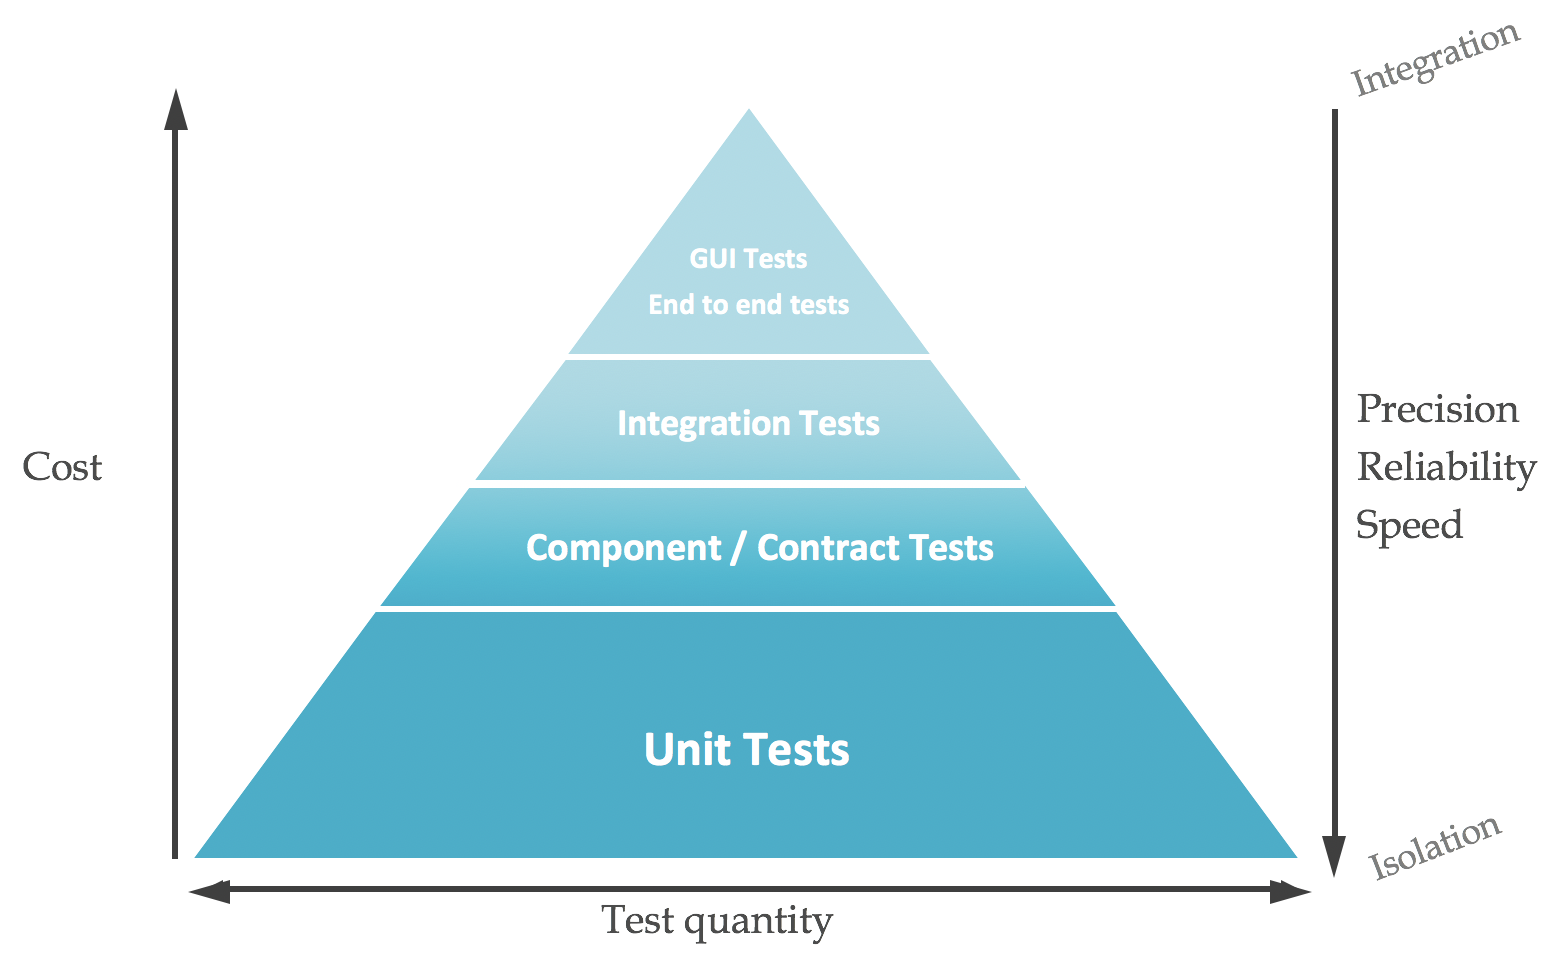 Integration
GUI Tests
End to end tests
Integration Tests
Component / Contract Tests
Unit Tests
Cost
Precision
Reliability
Speed
Isolation
Test quantity